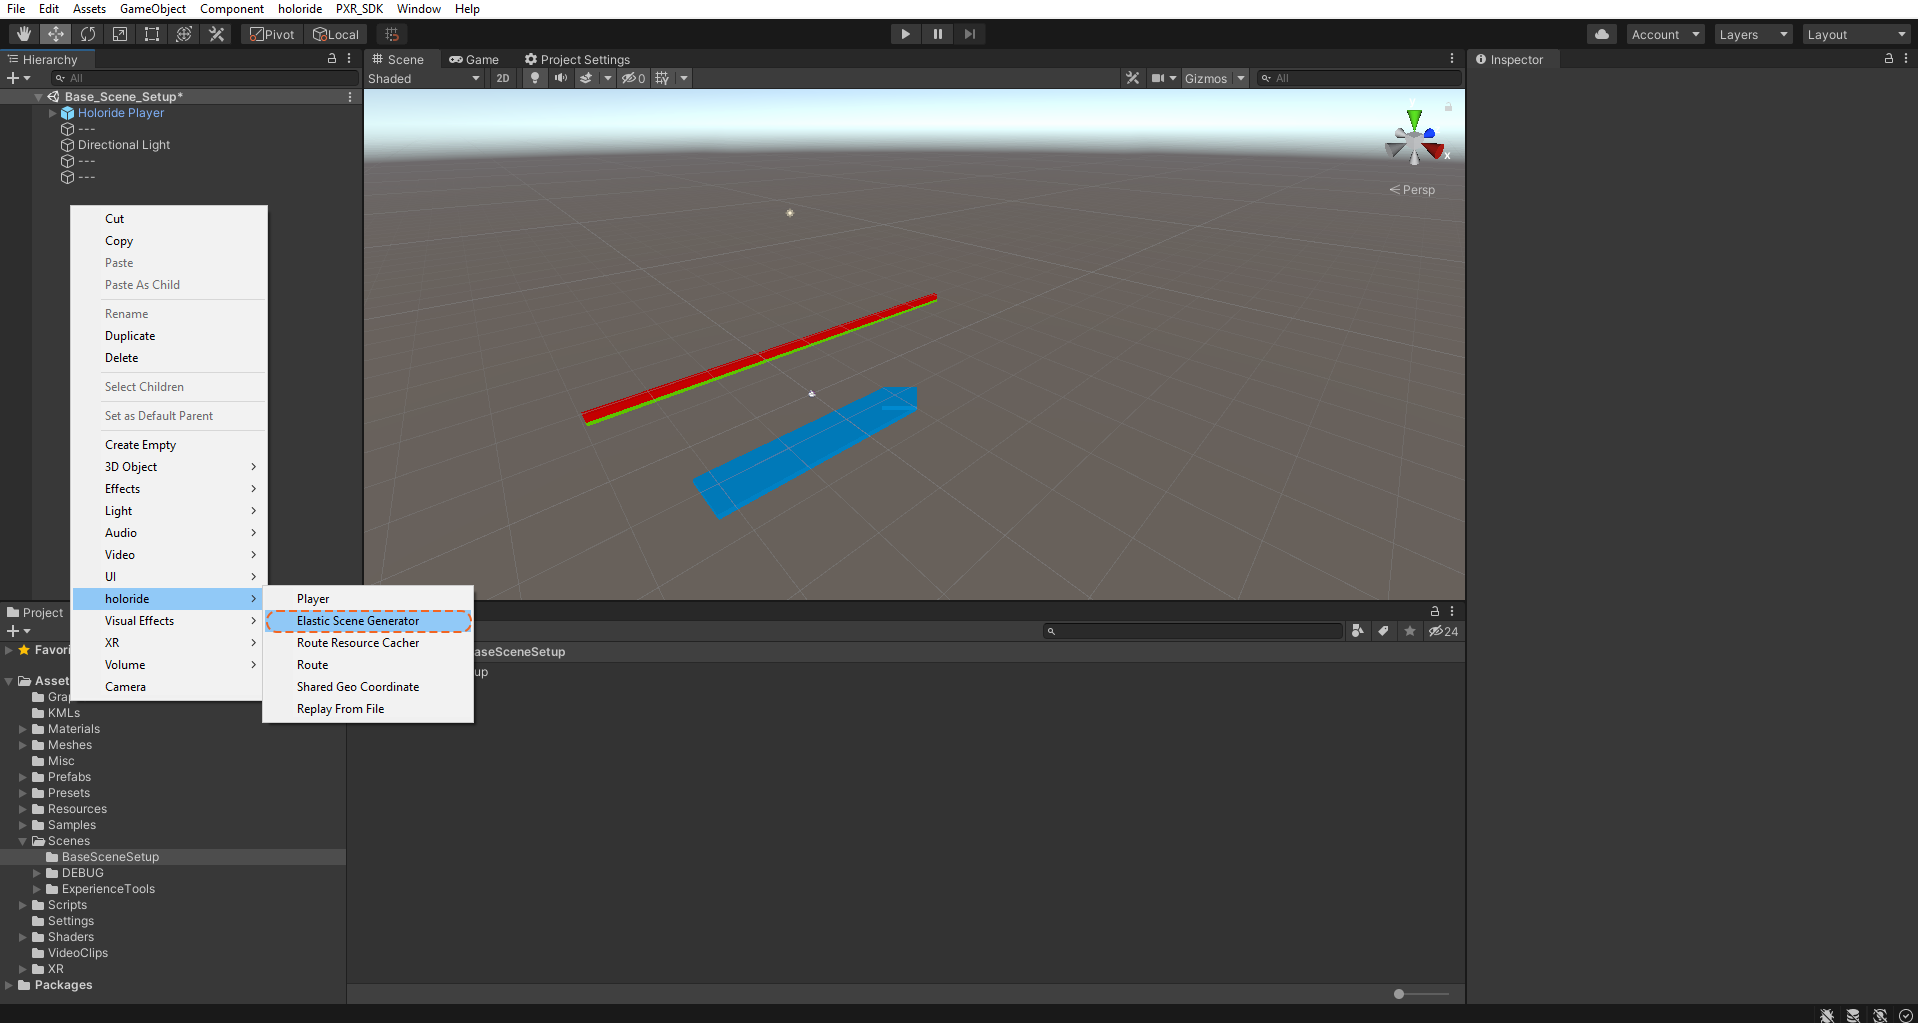 File Edit Assets GameObject Component holoride PXR_SDK Window Help
Pivot Local Account Layers Layout
Hierarchy Scene Game Project Settings Inspector
All Shaded 2D 0 Gizmos All
Base_Scene_Setup*
Holoride Player
---
Directional Light
---
---
x
Persp
Cut
Copy
Paste
Paste As Child
Rename
Duplicate
Delete
Select Children
Set as Default Parent
Create Empty
3D Object
Effects
Light
Audio
Video
UI
holoride
Visual Effects
XR
Volume
Camera
Player
Elastic Scene Generator
Route Resource Cacher
Route
Shared Geo Coordinate
Replay From File
Project
24
Favori
aseSceneSetup
up
Asset
Grap
KMLs
Materials
Meshes
Misc
Prefabs
Presets
Resources
Samples
Scenes
BaseSceneSetup
DEBUG
ExperienceTools
Scripts
Settings
Shaders
VideoClips
XR
Packages